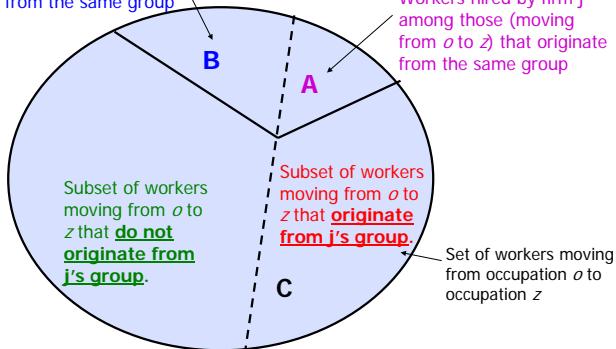 from the same group
Workers hired by firm j
among those (moving
from o to z) that originate
from the same group
B
A
Subset of workers
moving from o to
z that do not
originate from
j's group.
Subset of workers
moving from o to
z that originate
from j's group.
Set of workers moving
from occupation o to
occupation z
C